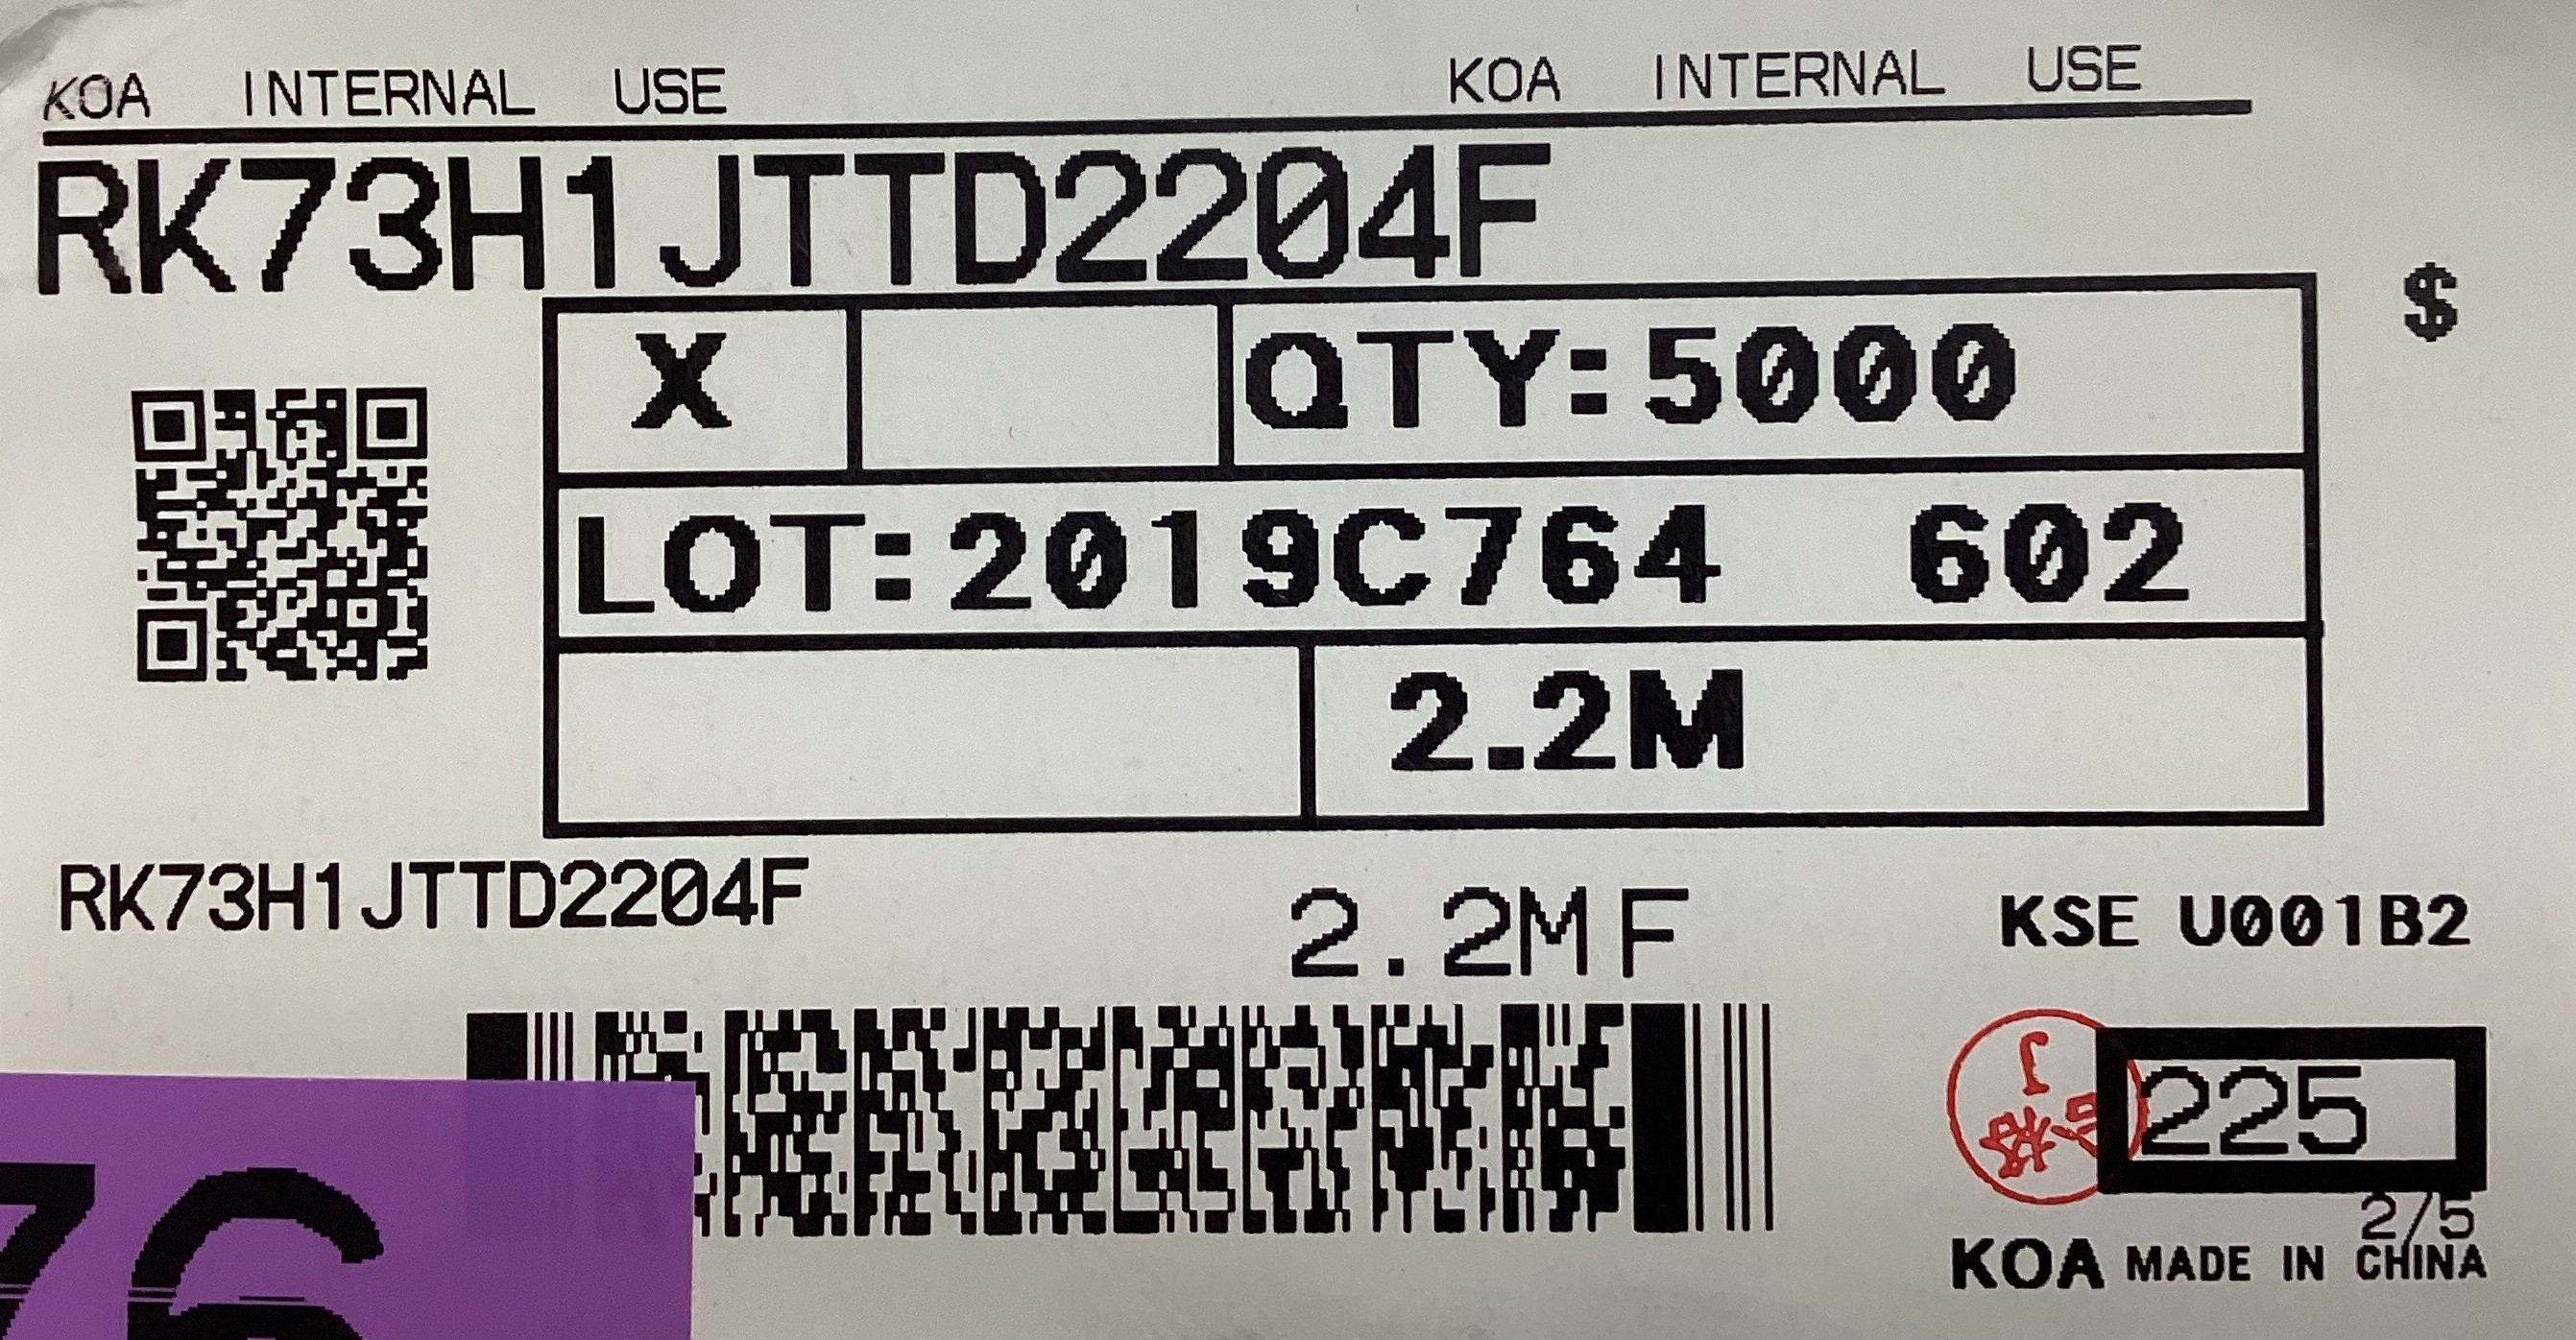 KOA INTERNAL USE KOA INTERNAL USE
RK73H1JTTD2204F
$
X QTY:5000
LOT:2019C764 602
2.2M
RK73H1JTTD2204F 2.2MF KSE U001B2
225
2/5
KOA MADE IN CHINA
76